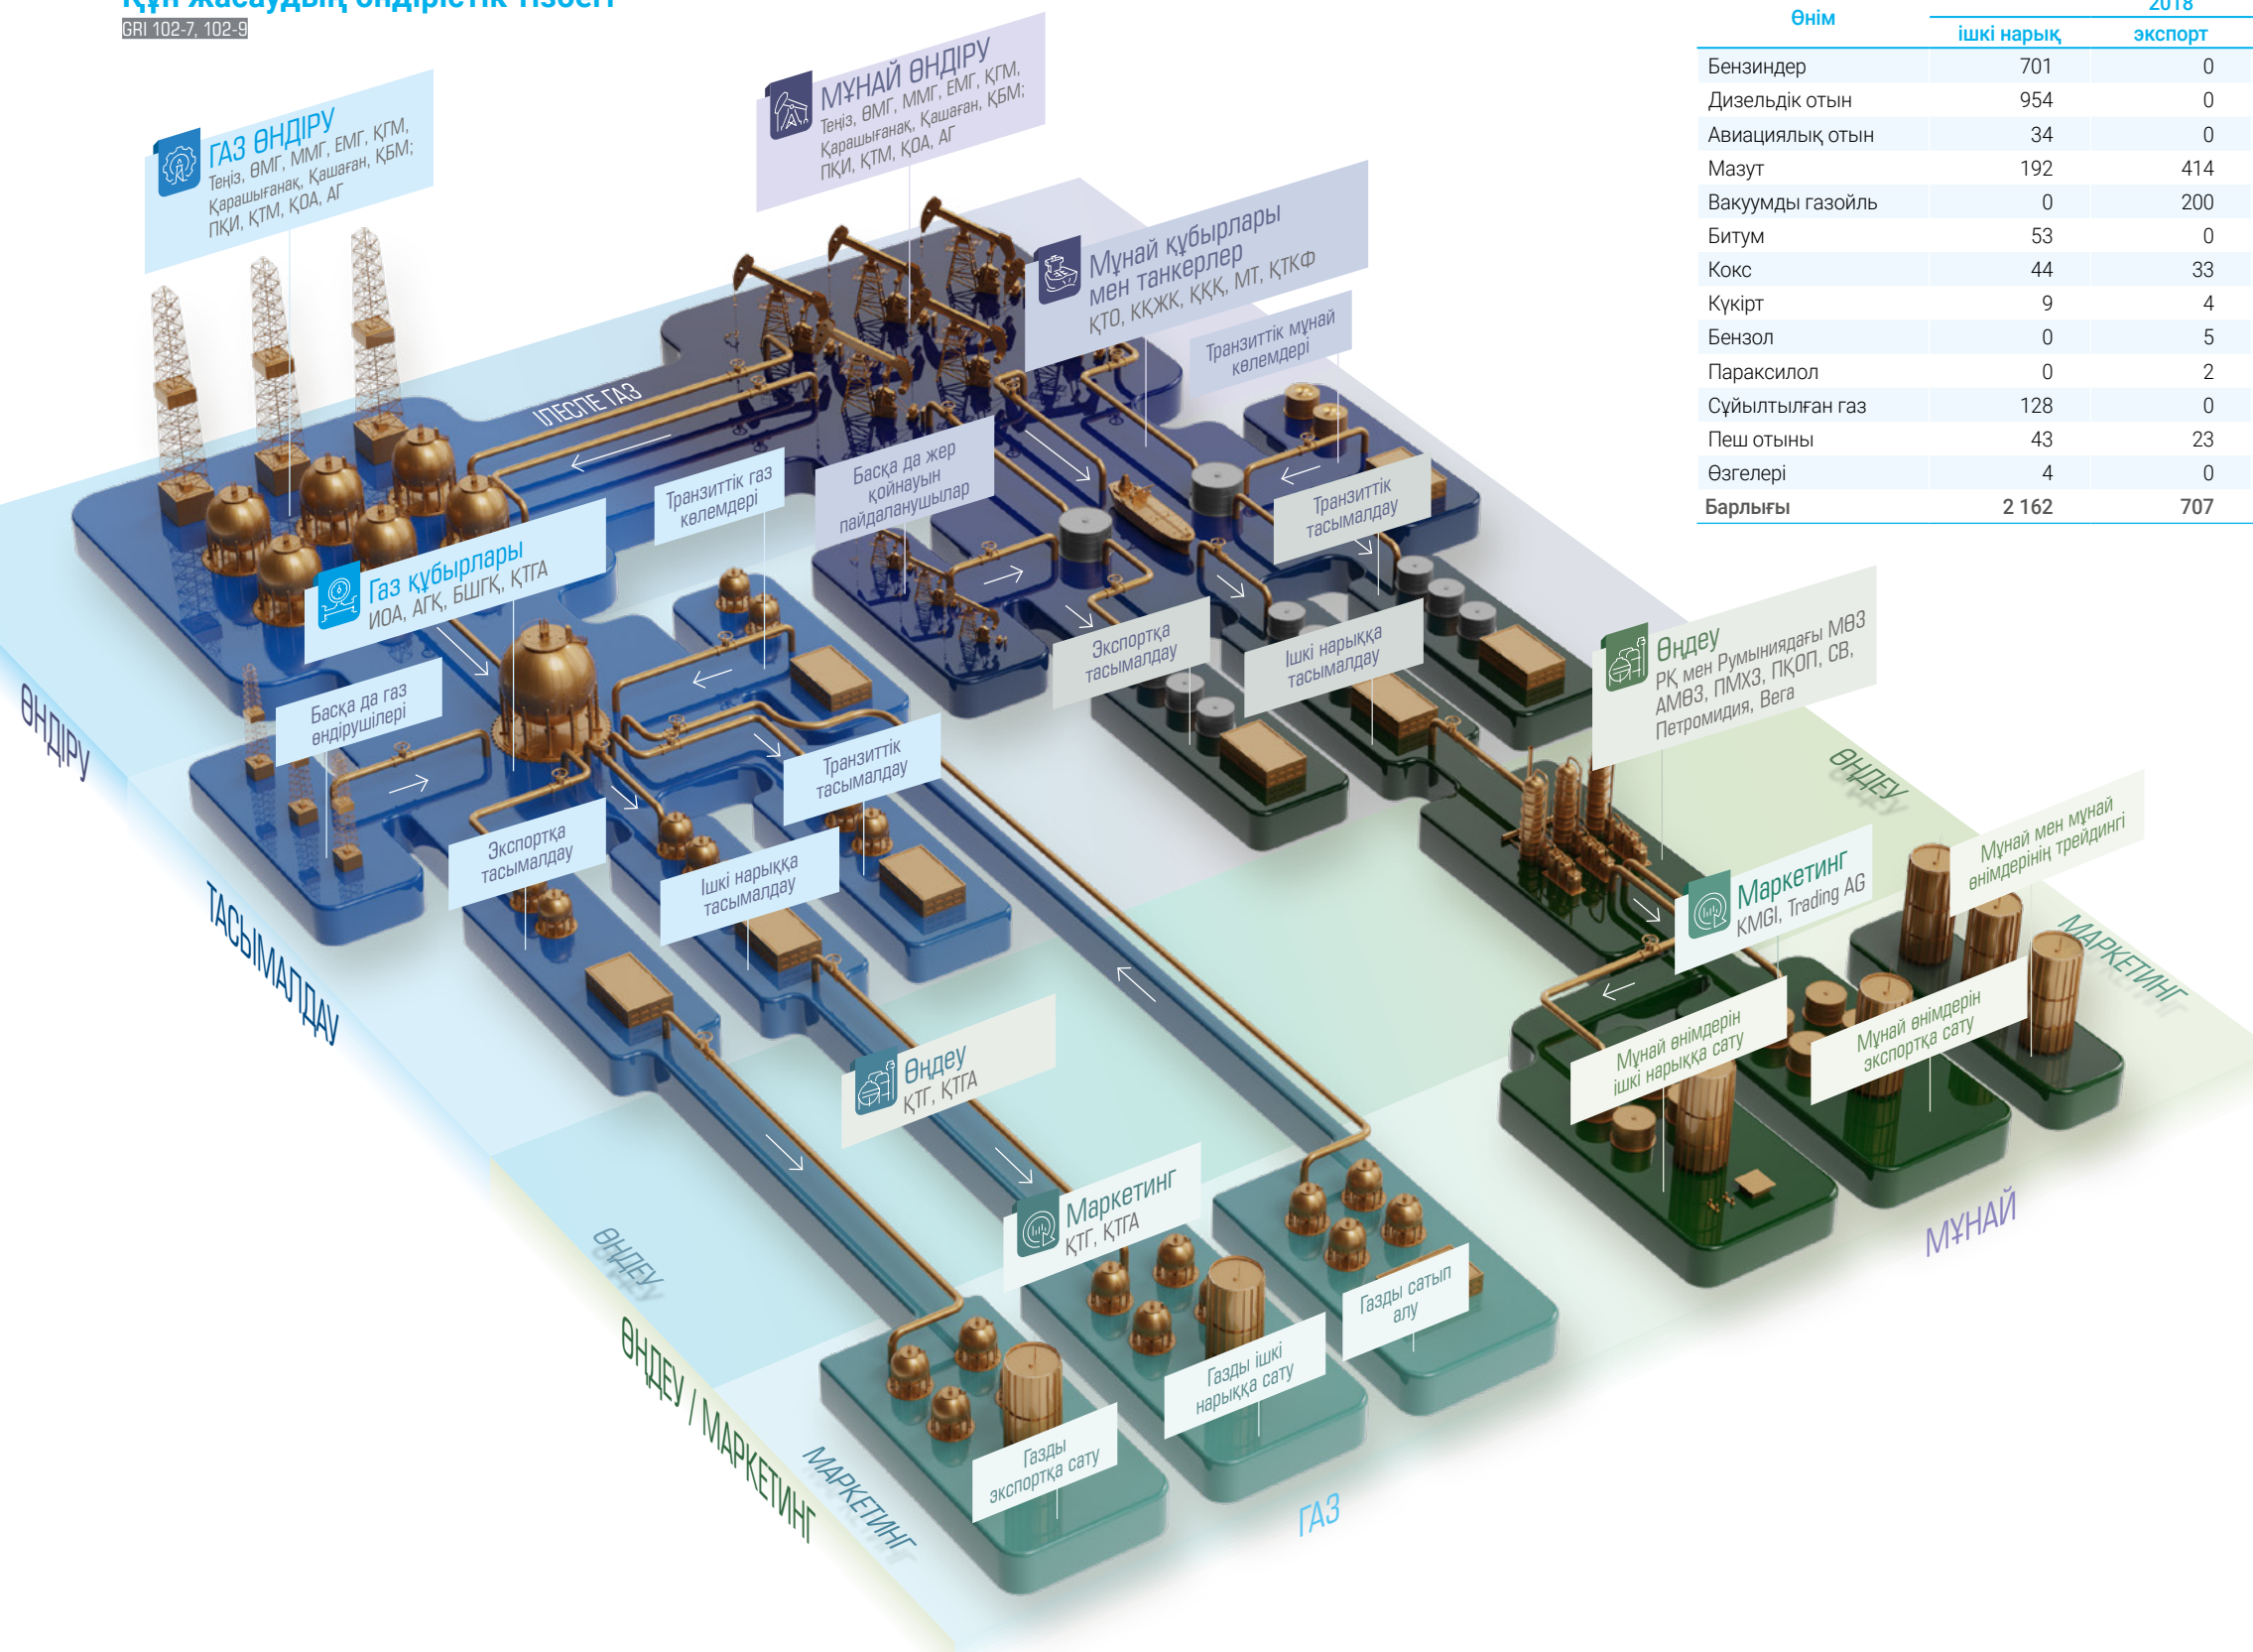 Құн жасаудың өндірістік тізбегі
GRI 102-7, 102-9
ГАЗ ӨНДІРУ
Теңіз, ӨМГ, ММГ, ЕМГ, ҚГМ,
Қарашығанақ, Қашаған, ҚБМ;
ПҚИ, ҚТМ, ҚОА, АГ
МҰНАЙ ӨНДІРУ
Теңіз, ӨМГ, ММГ, ЕМГ, ҚГМ,
Қарашығанақ, Қашаған, ҚБМ;
ПҚИ, ҚТМ, ҚОА, АГ
Мұнай құбырлары
мен танкерлер
ҚТО, КҚЖК, ҚҚҚ, МТ, ҚТКФ
Транзиттік мұнай
көлемдері
ІЛЕСПЕ ГАЗ
Транзиттік газ
көлемдері
Басқа да жер
қойнауын
пайдаланушылар
Транзиттік
тасымалдау
Газ құбырлары
ИОА, АГҚ, БШГҚ, ҚТГА
Экспортқа
тасымалдау
Ішкі нарыққа
тасымалдау
Өңдеу
РҚ мен Румыниядағы МӨЗ
АМӨЗ, ПМХЗ, ПҚОП, СВ,
Петромидия, Вега
Басқа да газ
өндірушілері
Транзиттік
тасымалдау
Экспортқа
тасымалдау
Ішкі нарыққа
тасымалдау
ӨНДІРУ
ТАСЫМАЛДАУ
ӨҢДЕУ
Маркетинг
KMGI, Trading AG
Мұнай мен мұнай
өнімдерінің трейдингі
МАРКЕТИНГ
Мұнай өнімдерін
ішкі нарыққа сату
Мұнай өнімдерін
экспортқа сату
Өңдеу
ҚТГ, ҚТГА
Маркетинг
ҚТГ, ҚТГА
Газды сатып
алу
Газды ішкі
нарыққа сату
Газды
экспортқа сату
ӨҢДЕУ
ӨҢДЕУ / МАРКЕТИНГ
МАРКЕТИНГ
ГАЗ
МҰНАЙ
Өнім 2018
ішкі нарық экспорт
Бензиндер 701 0
Дизельдік отын 954 0
Авиациялық отын 34 0
Мазут 192 414
Вакуумды газойль 0 200
Битум 53 0
Кокс 44 33
Күкірт 9 4
Бензол 0 5
Параксилол 0 2
Сұйылтылған газ 128 0
Пеш отыны 43 23
Өзгелері 4 0
Барлығы 2 162 707